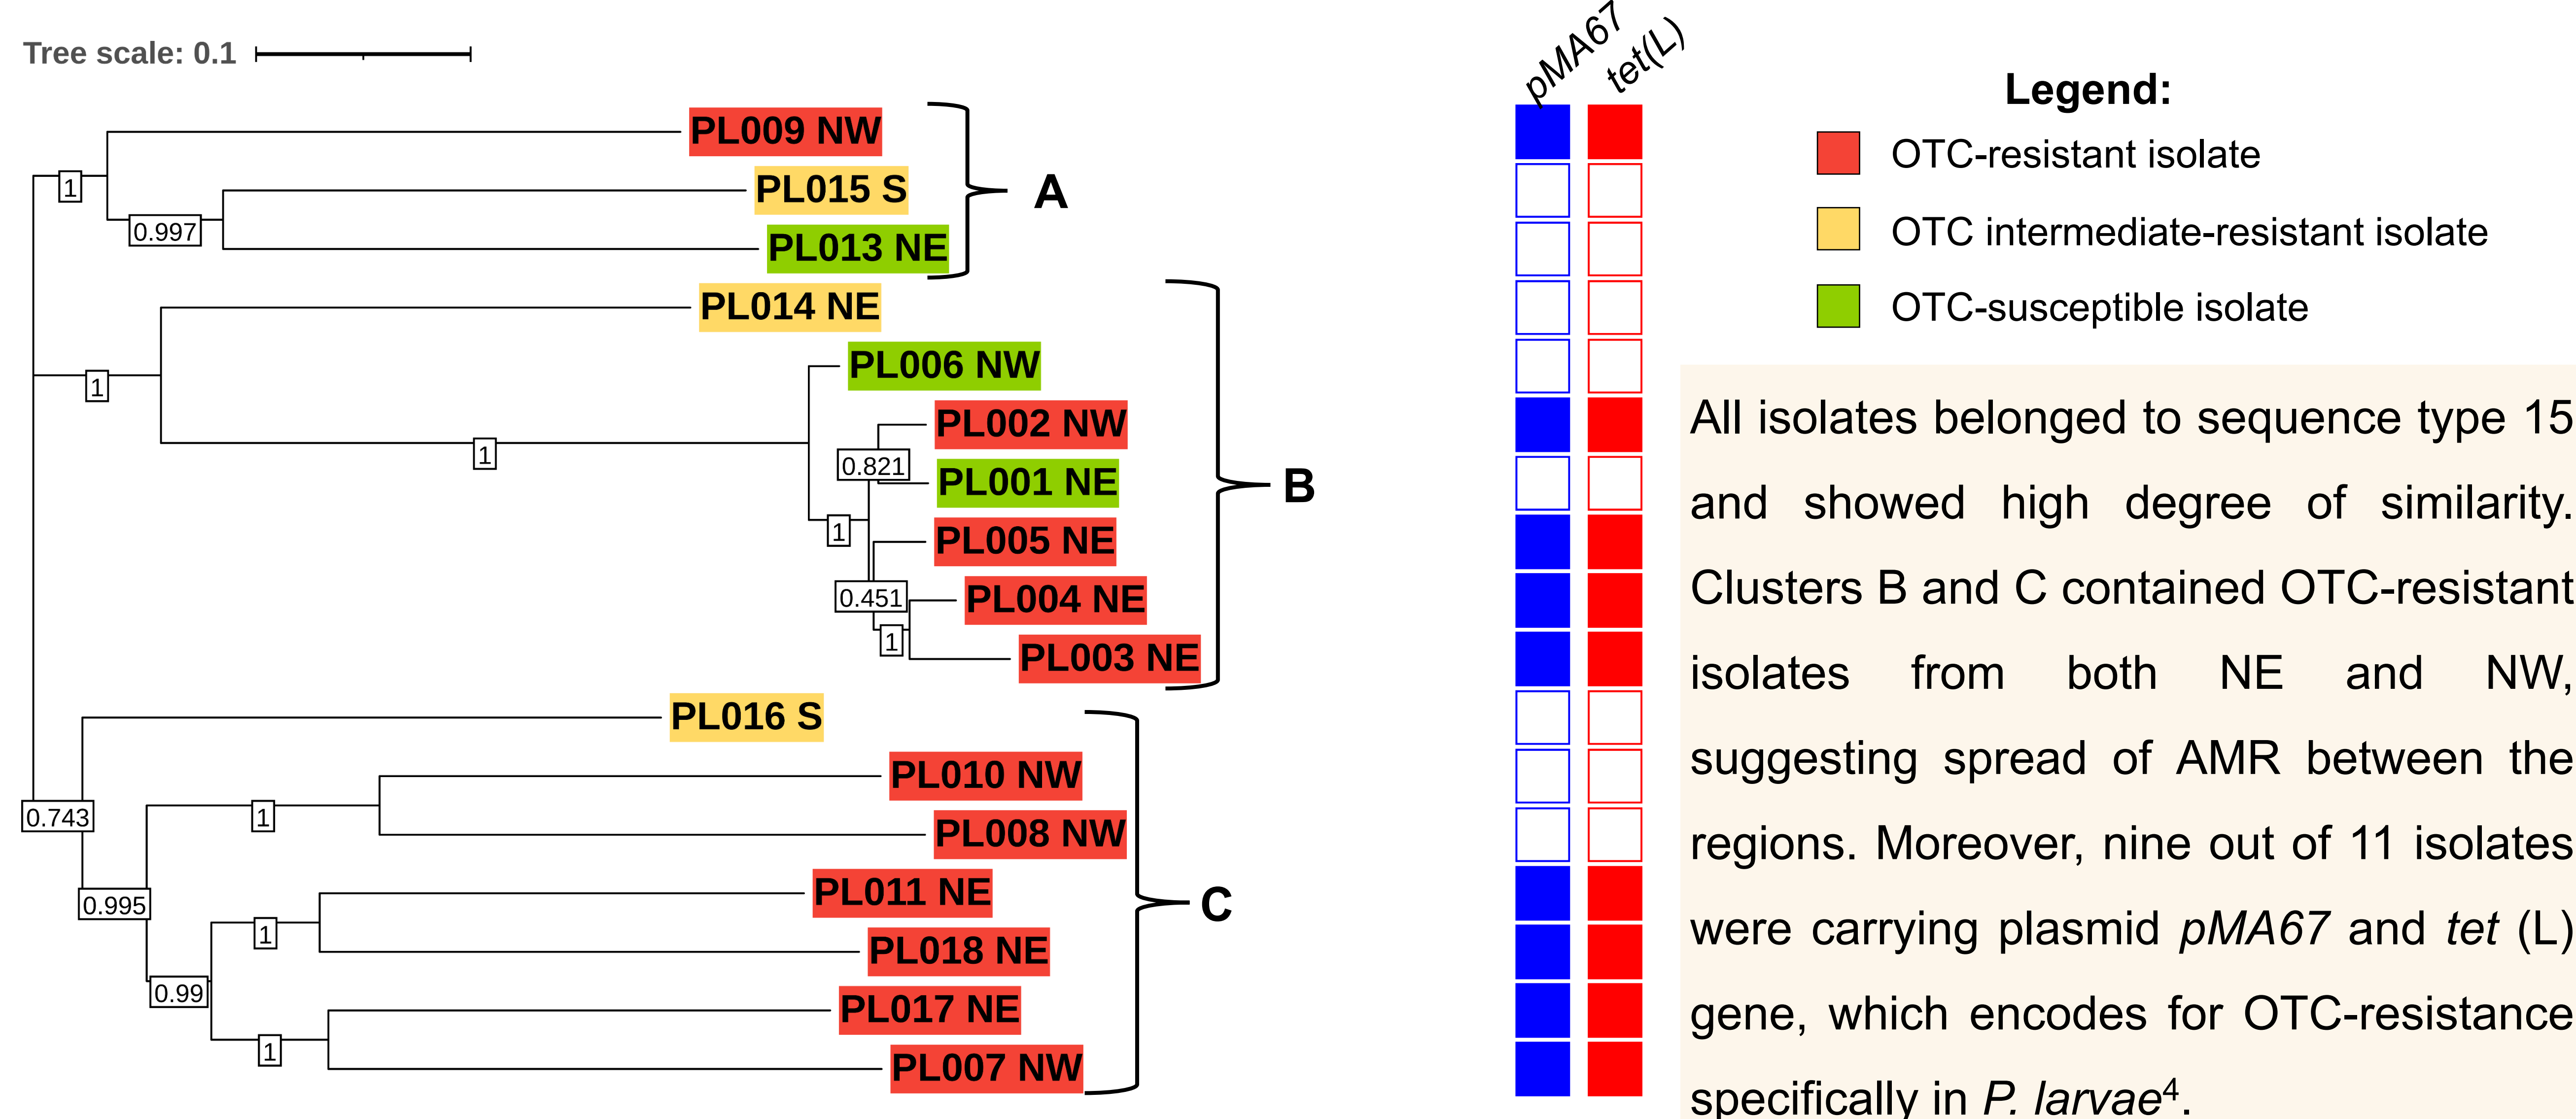 Tree scale: 0.1
pMA67
tet(L)
Legend:
OTC-resistant isolate
OTC intermediate-resistant isolate
OTC-susceptible isolate
PL009 NW
1
PL015 S
A
0.997
PL013 NE
PL014 NE
PL006 NW
1
PL002 NW
1
0.821
PL001 NE
B
1
PL005 NE
0.451
PL004 NE
1
PL003 NE
PL016 S
PL010 NW
0.743
1
PL008 NW
PL011 NE
0.995
C
1
PL018 NE
0.99
PL017 NE
1
PL007 NW
All isolates belonged to sequence type 15
and showed high degree of similarity.
Clusters B and C contained OTC-resistant
isolates from both NE and NW,
suggesting spread of AMR between the
regions. Moreover, nine out of 11 isolates
were carrying plasmid pMA67 and tet (L)
gene, which encodes for OTC-resistance
specifically in P. larvae⁴.